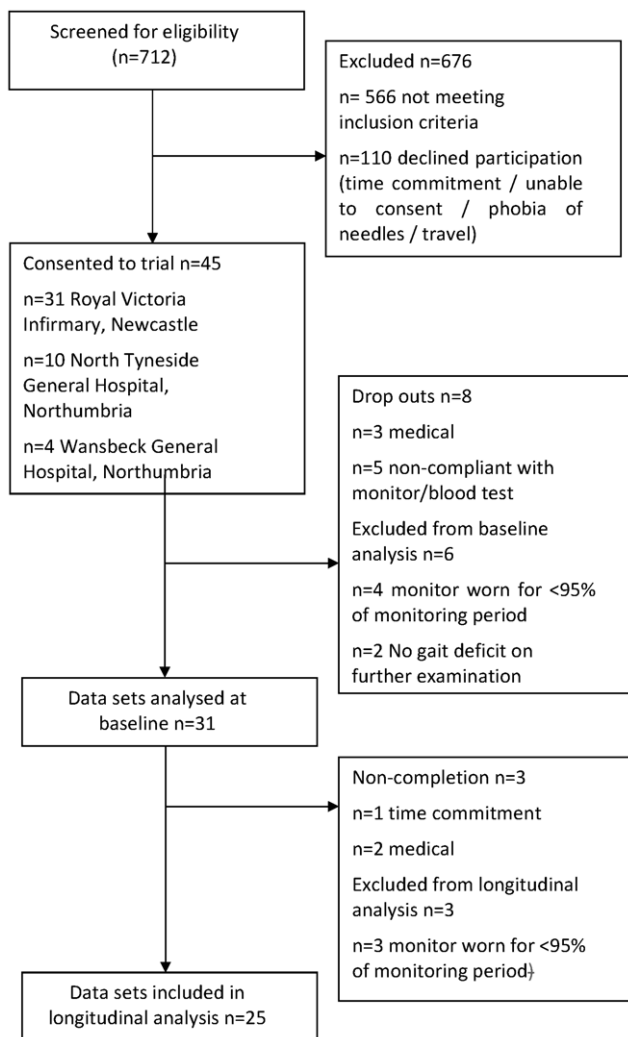 Screened for eligibility
(n=712)
Excluded n=676
n= 566 not meeting
inclusion criteria
n=110 declined participation
(time commitment / unable
to consent / phobia of
needles / travel)
Consented to trial n=45
n=31 Royal Victoria
Infirmary, Newcastle
n=10 North Tyneside
General Hospital,
Northumbria
n=4 Wansbeck General
Hospital, Northumbria
Drop outs n=8
n=3 medical
n=5 non-compliant with
monitor/blood test
Excluded from baseline
analysis n=6
n=4 monitor worn for <95%
of monitoring period
n=2 No gait deficit on
further examination
Data sets analysed at
baseline n=31
Non-completion n=3
n=1 time commitment
n=2 medical
Excluded from longitudinal
analysis n=3
n=3 monitor worn for <95%
of monitoring period)
Data sets included in
longitudinal analysis n=25